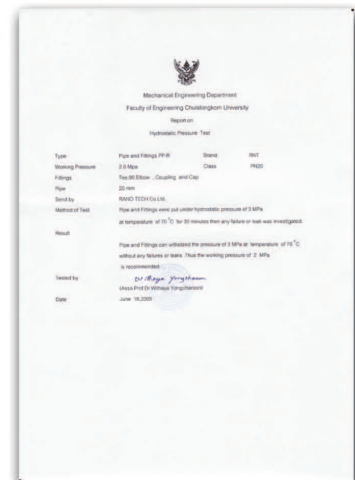 Mechanical Engineering Department
Faculty of Engineering Chulalongkorn University
Report on
Hydrostatic Pressure Test
Type Pipe and Fittings PP-R Brand RNT
Working Pressure 2.0 Mpa Class PN20
Fittings Tee, 90 Elbow , Coupling and Cap
Pipe 20 mm
Send by RANO-TECH Co Ltd.
Method of Test Pipe and Fittings were put under hydrostatic pressure of 3 MPa
at temperature of 70 °C for 30 minutes then any failure or leak was investigated.
Result
Pipe and Fittings can withstand the pressure of 3 MPa at temperature of 70 °C
without any failures or leaks. Thus the working pressure of 2 MPa
is recommended
Tested by
(Asso.Prof.Dr.Withaya Yongchareon)
Date June 16,2005